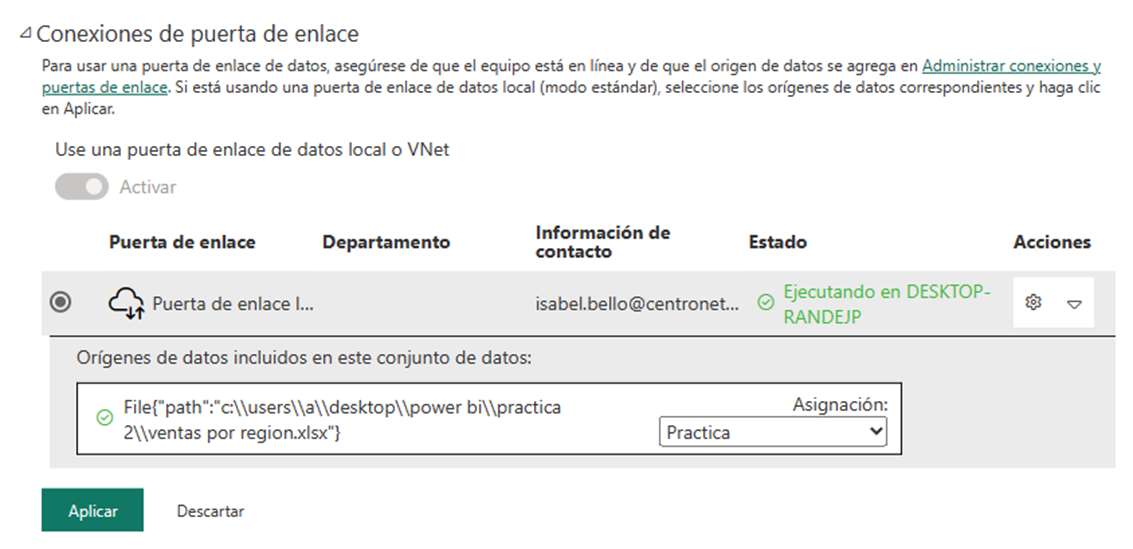 Conexiones de puerta de enlace
Para usar una puerta de enlace de datos, asegúrese de que el equipo está en línea y de que el origen de datos se agrega en Administrar conexiones y
puertas de enlace. Si está usando una puerta de enlace de datos local (modo estándar), seleccione los orígenes de datos correspondientes y haga clic
en Aplicar.
Use una puerta de enlace de datos local o VNet
Activar
Puerta de enlace Departamento Información de contacto Estado Acciones
Puerta de enlace l... isabel.bello@centronet... Ejecutando en DESKTOP-
RANDEJP
Orígenes de datos incluidos en este conjunto de datos:
File{"path":"c:\\users\\a\\desktop\\power bi\\practica
2\\ventas por region.xlsx"}
Asignación:
Practica
Aplicar Descartar